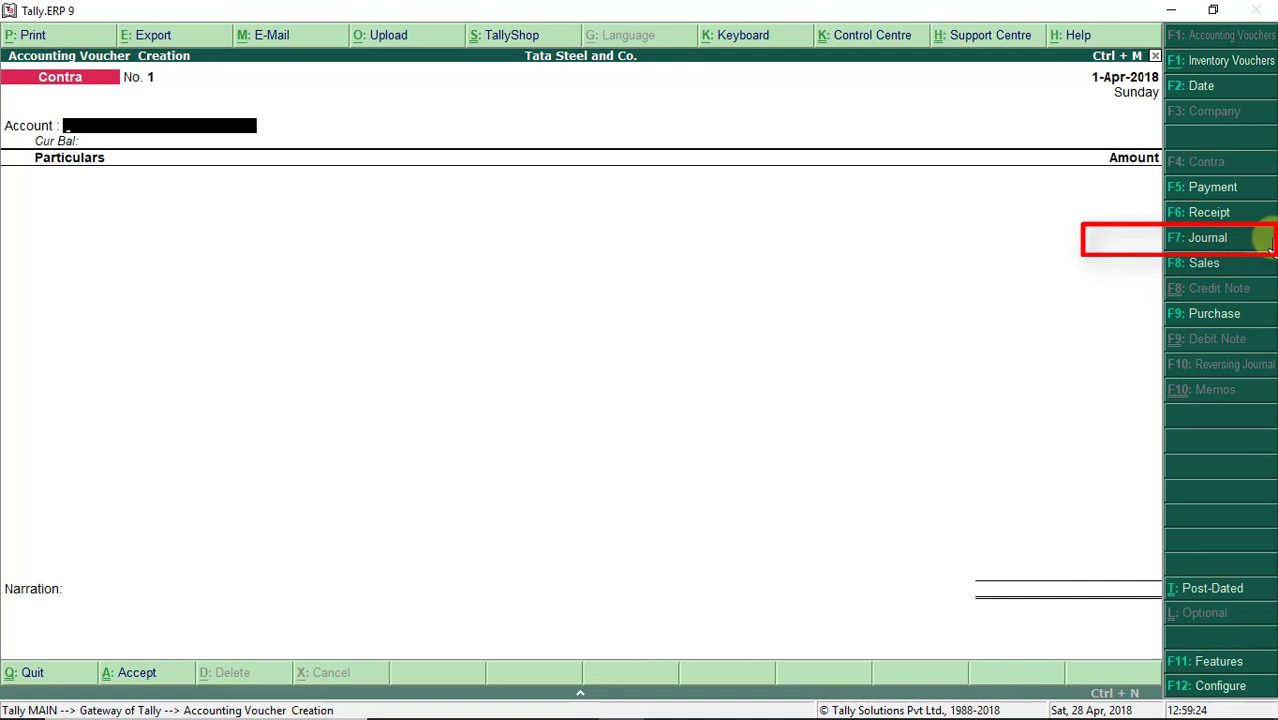 Tally.ERP 9
P: Print E: Export M: E-Mail O: Upload S: TallyShop G: Language K: Keyboard K: Control Centre H: Support Centre H: Help
Accounting Voucher Creation Tata Steel and Co. Ctrl + M
Contra No. 1 1-Apr-2018
Sunday
Account :
Cur Bal:
Particulars Amount
Narration:
F1: Accounting Vouchers
F1: Inventory Vouchers
F2: Date
F3: Company
F4: Contra
F5: Payment
F6: Receipt
F7: Journal
F8: Sales
F8: Credit Note
F9: Purchase
F9: Debit Note
F10: Reversing Journal
F10: Memos
T: Post-Dated
L: Optional
F11: Features
F12: Configure
Q: Quit A: Accept D: Delete X: Cancel
Ctrl + N
Tally MAIN --> Gateway of Tally --> Accounting Voucher Creation © Tally Solutions Pvt Ltd., 1988-2018 Sat, 28 Apr, 2018 12:59:24